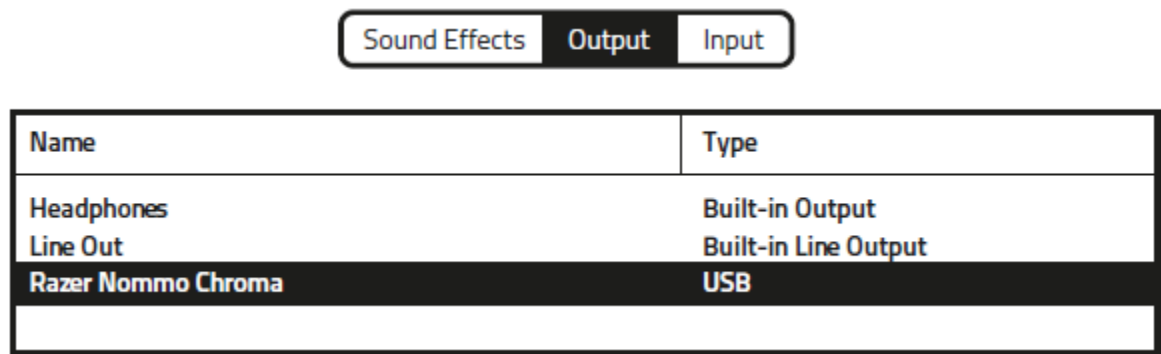 Sound Effects Output Input
Name Type
Headphones Built-in Output
Line Out Built-in Line Output
Razer Nommo Chroma USB